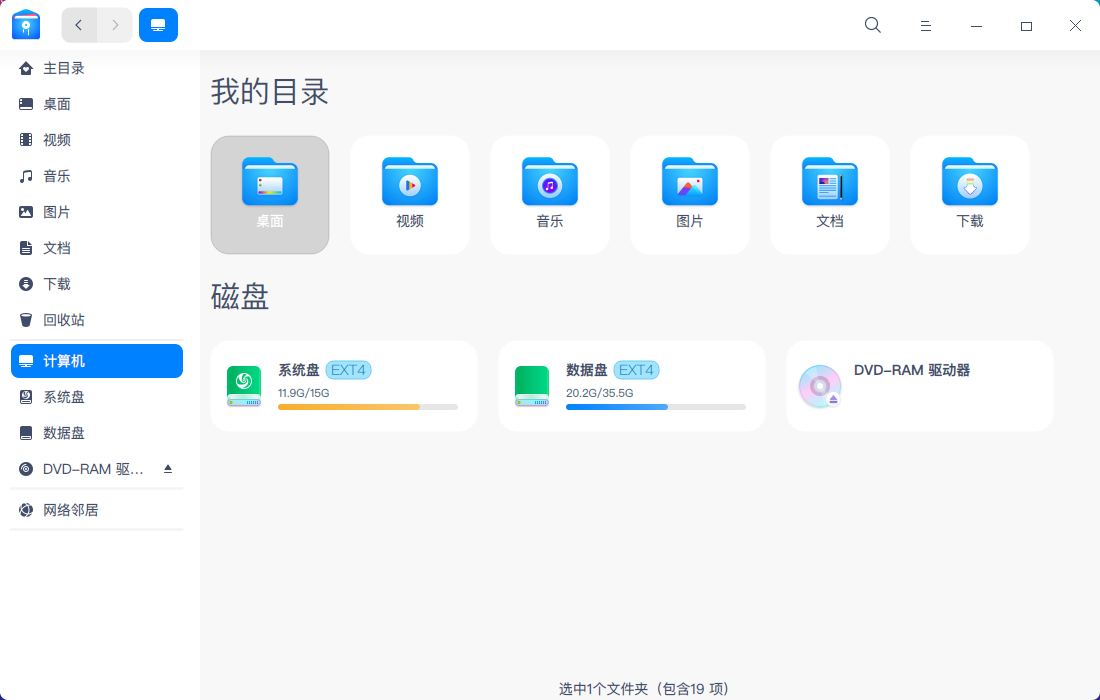 主目录
桌面
视频
音乐
图片
文档
下载
回收站
计算机
系统盘
数据盘
DVD-RAM 驱...
网络邻居
我的目录
桌面
视频
音乐
图片
文档
下载
磁盘
系统盘 EXT4
11.9G/15G
数据盘 EXT4
20.2G/35.5G
DVD-RAM 驱动器
选中1个文件夹（包含19 项）